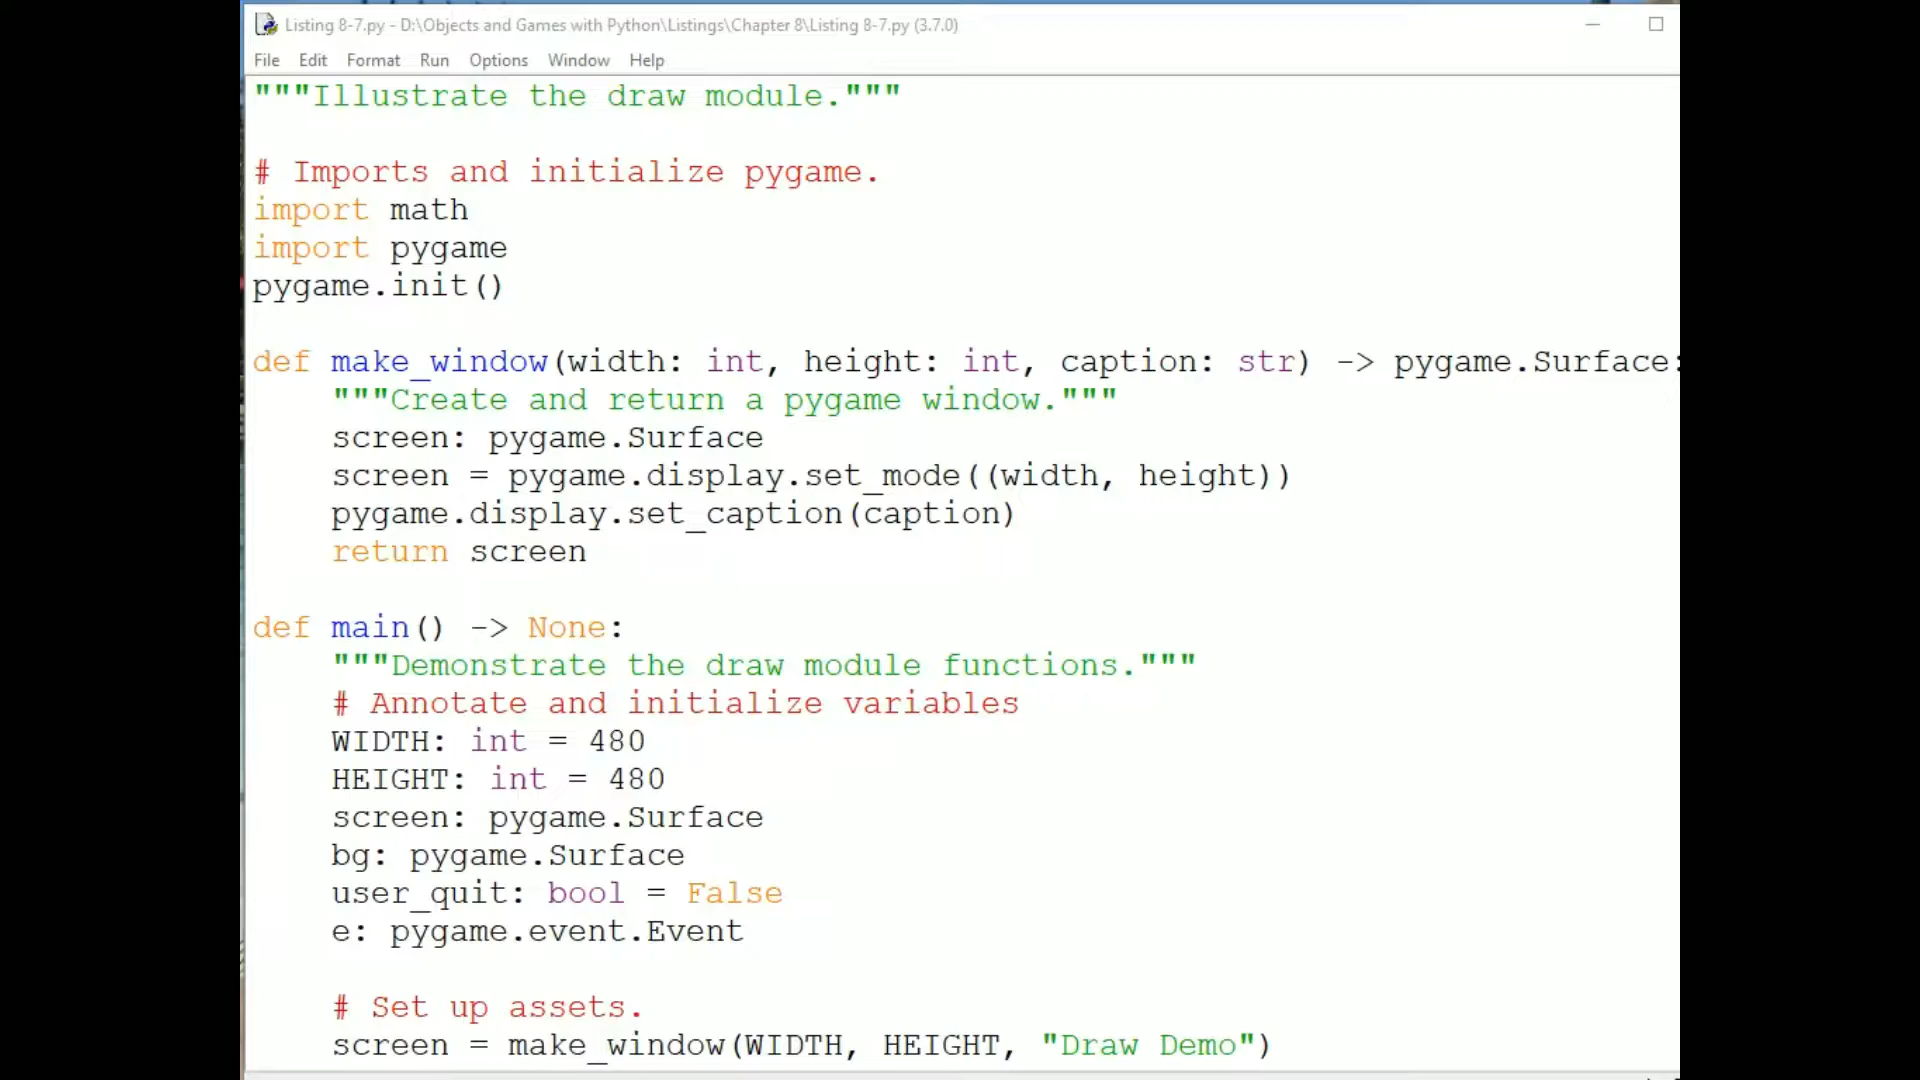 Listing 8-7.py - D:\Objects and Games with Python\Listings\Chapter 8\Listing 8-7.py (3.7.0)
File Edit Format Run Options Window Help
"""Illustrate the draw module."""
# Imports and initialize pygame.
import math
import pygame
pygame.init()
def make_window(width: int, height: int, caption: str) -> pygame.Surface:
    """Create and return a pygame window."""
    screen: pygame.Surface
    screen = pygame.display.set_mode((width, height))
    pygame.display.set_caption(caption)
    return screen
def main() -> None:
    """Demonstrate the draw module functions."""
    # Annotate and initialize variables
    WIDTH: int = 480
    HEIGHT: int = 480
    screen: pygame.Surface
    bg: pygame.Surface
    user_quit: bool = False
    e: pygame.event.Event
    # Set up assets.
    screen = make_window(WIDTH, HEIGHT, "Draw Demo")